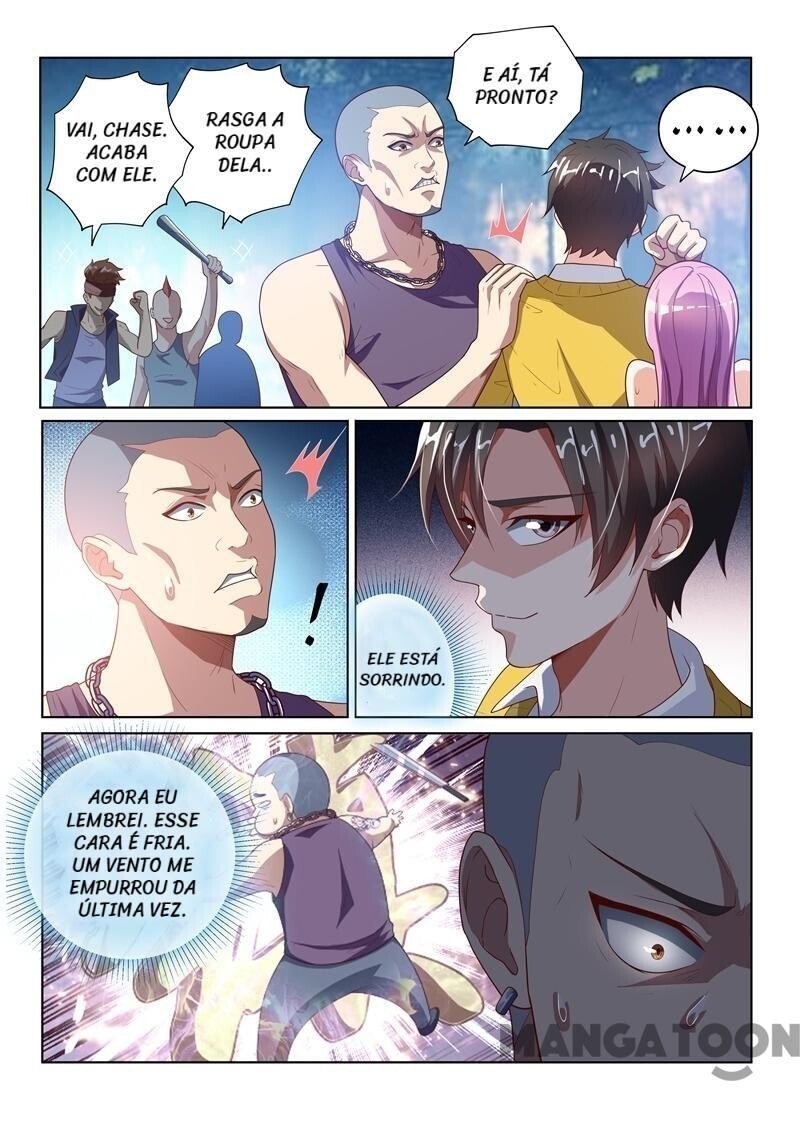 VAI, CHASE.
ACABA
COM ELE.
RASGA A
ROUPA
DELA..
E AÍ, TÁ
PRONTO?
... ...
!
ELE ESTÁ
SORRINDO.
AGORA EU
LEMBREI. ESSE
CARA É FRIA.
UM VENTO ME
EMPURROU DA
ÚLTIMA VEZ.
MANGATOON